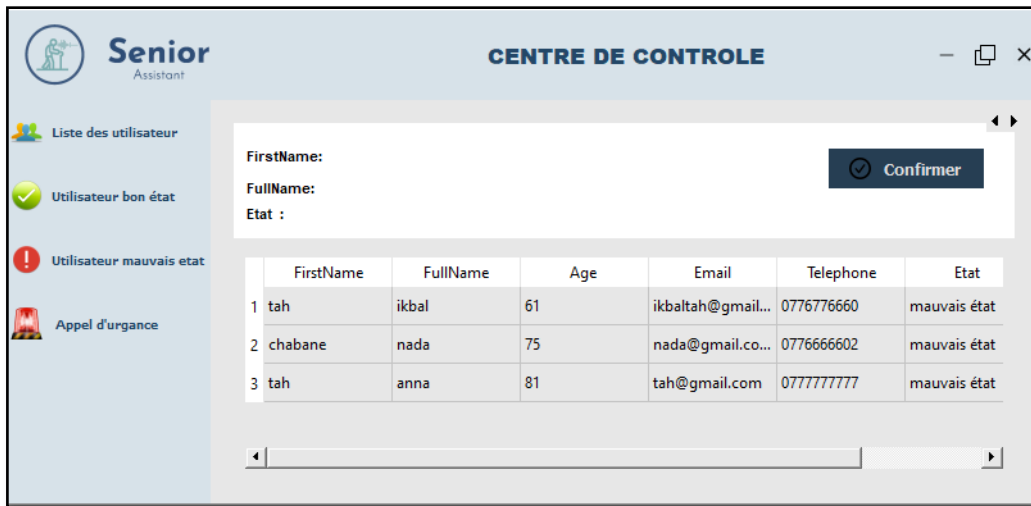 Senior
Assistant
CENTRE DE CONTROLE
Liste des utilisateur
Utilisateur bon état
Utilisateur mauvais etat
Appel d'urgance
FirstName:
FullName:
Etat :
Confirmer
FirstName FullName Age Email Telephone Etat
1 tah ikbal 61 ikbaltah@gmail... 0776776660 mauvais état
2 chabane nada 75 nada@gmail.co... 0776666602 mauvais état
3 tah anna 81 tah@gmail.com 0777777777 mauvais état